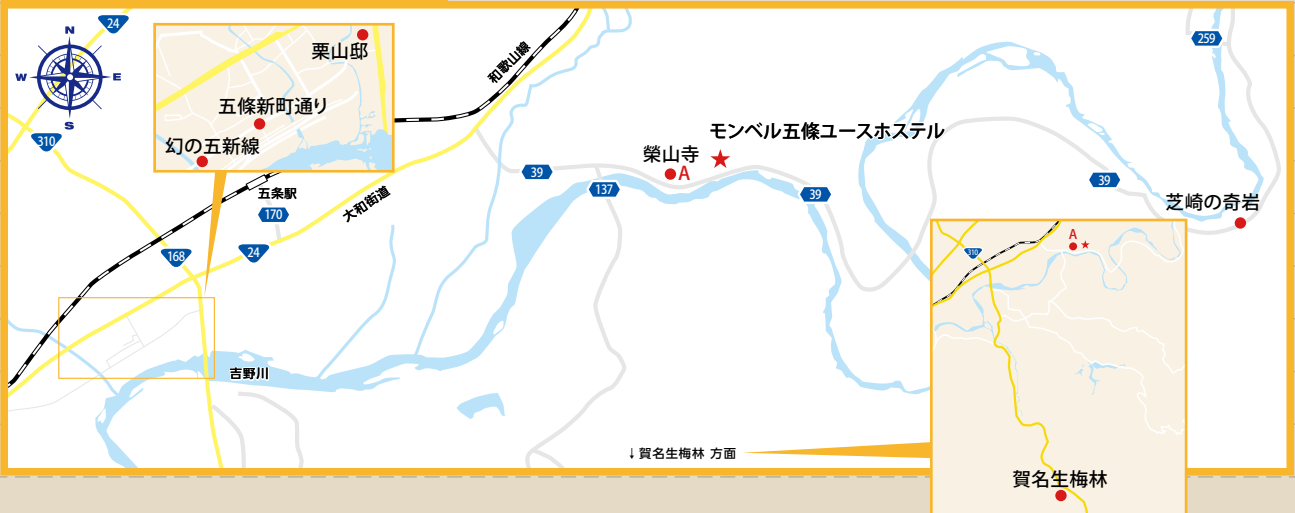 24
N
W
E
S
310
栗山邸
五條新町通り
幻の五新線
和歌山線
259
モンベル五條ユースホステル
榮山寺
A
39
137
39
39
芝崎の奇岩
五条駅
170
大和街道
168
24
吉野川
↓賀名生梅林 方面
A
310
賀名生梅林